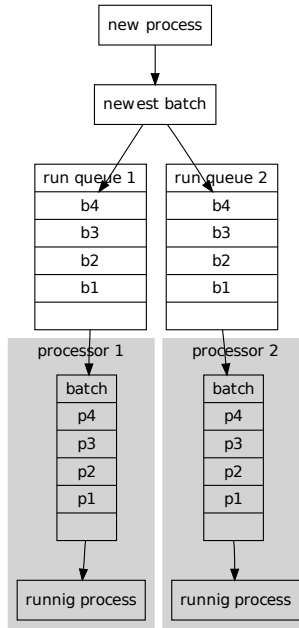 new process
newest batch
run queue 1
b4
b3
b2
b1
run queue 2
b4
b3
b2
b1
processor 1
batch
p4
p3
p2
p1
runnig process
processor 2
batch
p4
p3
p2
p1
runnig process